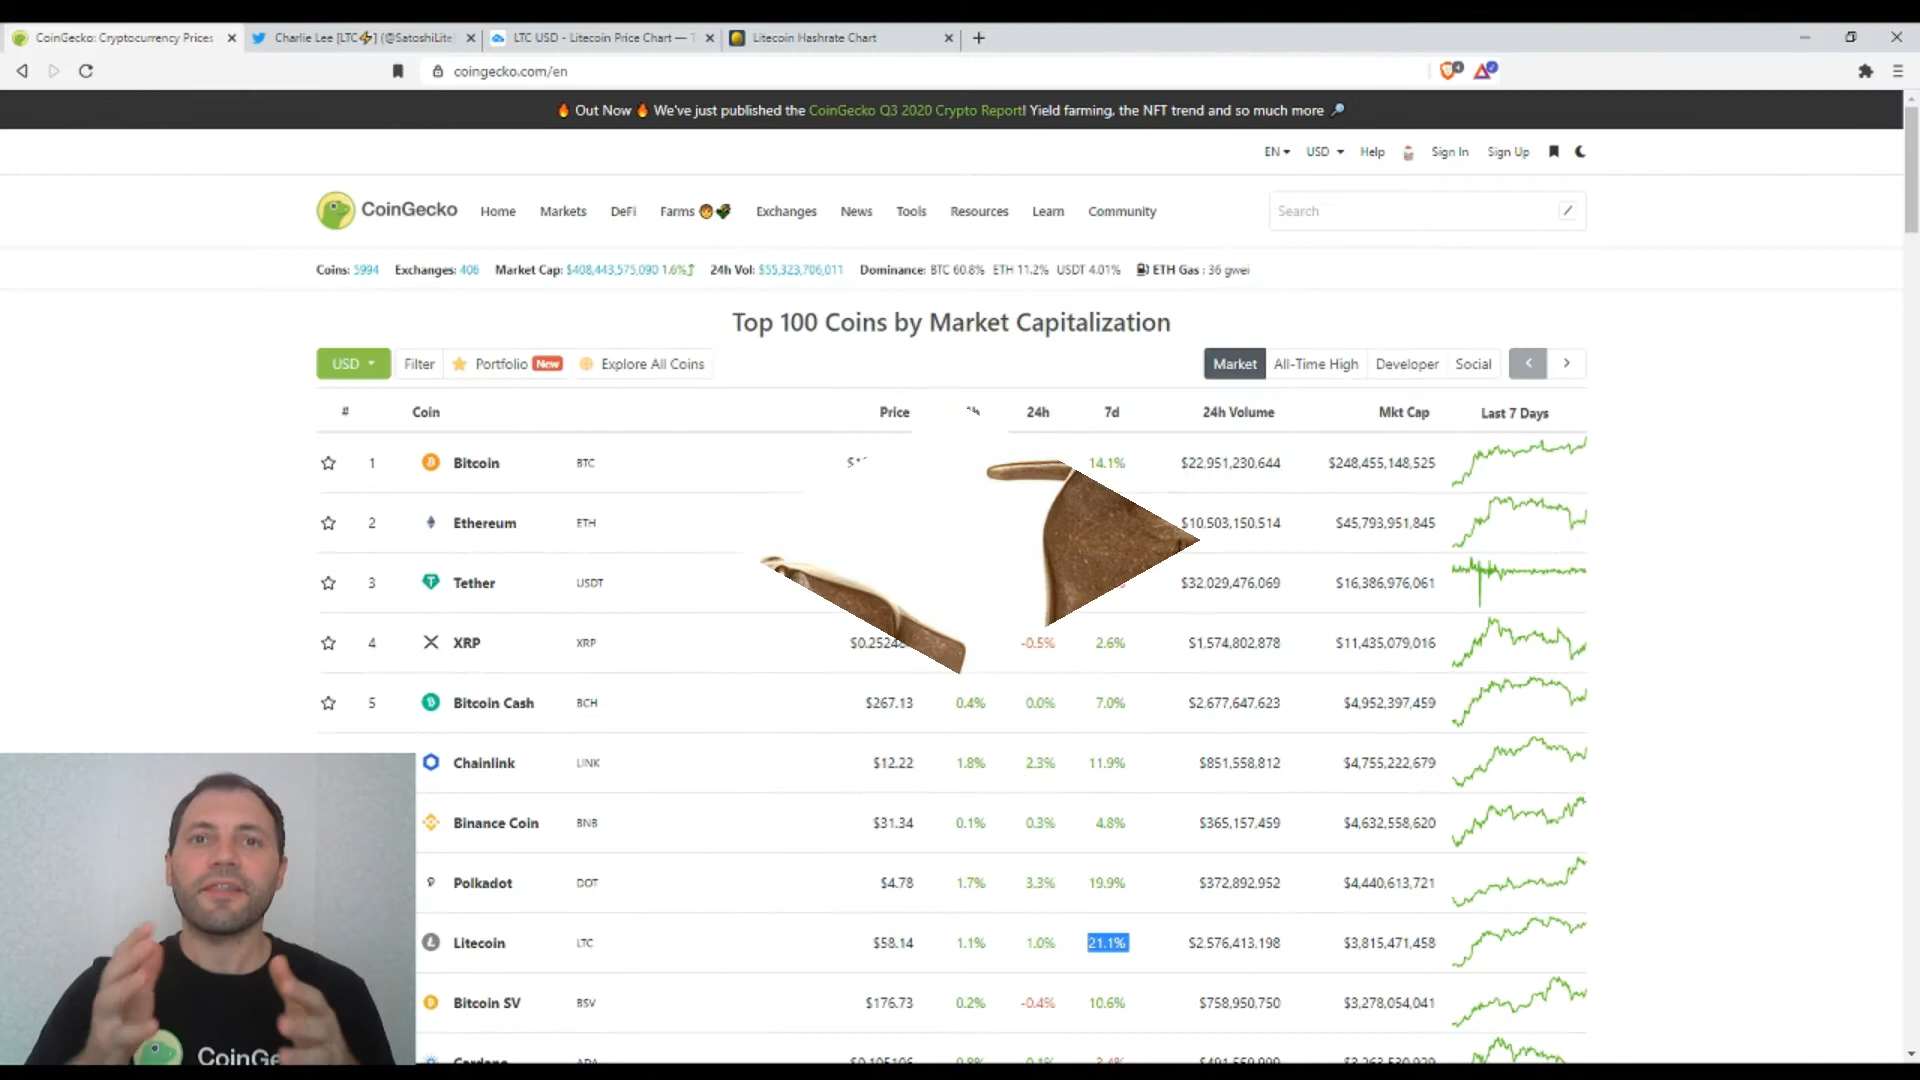 CoinGecko: Cryptocurrency Prices
Charlie Lee [LTC⚡] (@SatoshiLite
LTC USD - Litecoin Price Chart —
Litecoin Hashrate Chart
coingecko.com/en
🔥 Out Now 🔥 We've just published the CoinGecko Q3 2020 Crypto Report! Yield farming, the NFT trend and so much more 🔎
EN USD Help Sign In Sign Up
CoinGecko Home Markets DeFi Farms Exchanges News Tools Resources Learn Community Search /
Coins: 5994 Exchanges: 406 Market Cap: $408,443,575,090 1.6% 24h Vol: $55,323,706,011 Dominance: BTC 60.8% ETH 11.2% USDT 4.01% ETH Gas : 36 gwei
Top 100 Coins by Market Capitalization
USD Filter Portfolio New Explore All Coins Market All-Time High Developer Social
# Coin Price 24h 7d 24h Volume Mkt Cap Last 7 Days
1 Bitcoin BTC 14.1% $22,951,230,644 $248,455,148,525
2 Ethereum ETH $10,503,150,514 $45,793,951,845
3 Tether USDT $32,029,476,069 $16,386,976,061
4 XRP XRP -0.5% 2.6% $1,574,802,878 $11,435,079,016
5 Bitcoin Cash BCH $267.13 0.4% 0.0% 7.0% $2,677,647,623 $4,952,397,459
Chainlink LINK $12.22 1.8% 2.3% 11.9% $851,558,812 $4,755,222,679
Binance Coin BNB $31.34 0.1% 0.3% 4.8% $365,157,459 $4,632,558,620
Polkadot DOT $4.78 1.7% 3.3% 19.9% $372,892,952 $4,440,613,721
Litecoin LTC $58.14 1.1% 1.0% 21.1% $2,576,413,198 $3,815,471,458
Bitcoin SV BSV $176.73 0.2% -0.4% 10.6% $758,950,750 $3,278,054,041
CoinGe